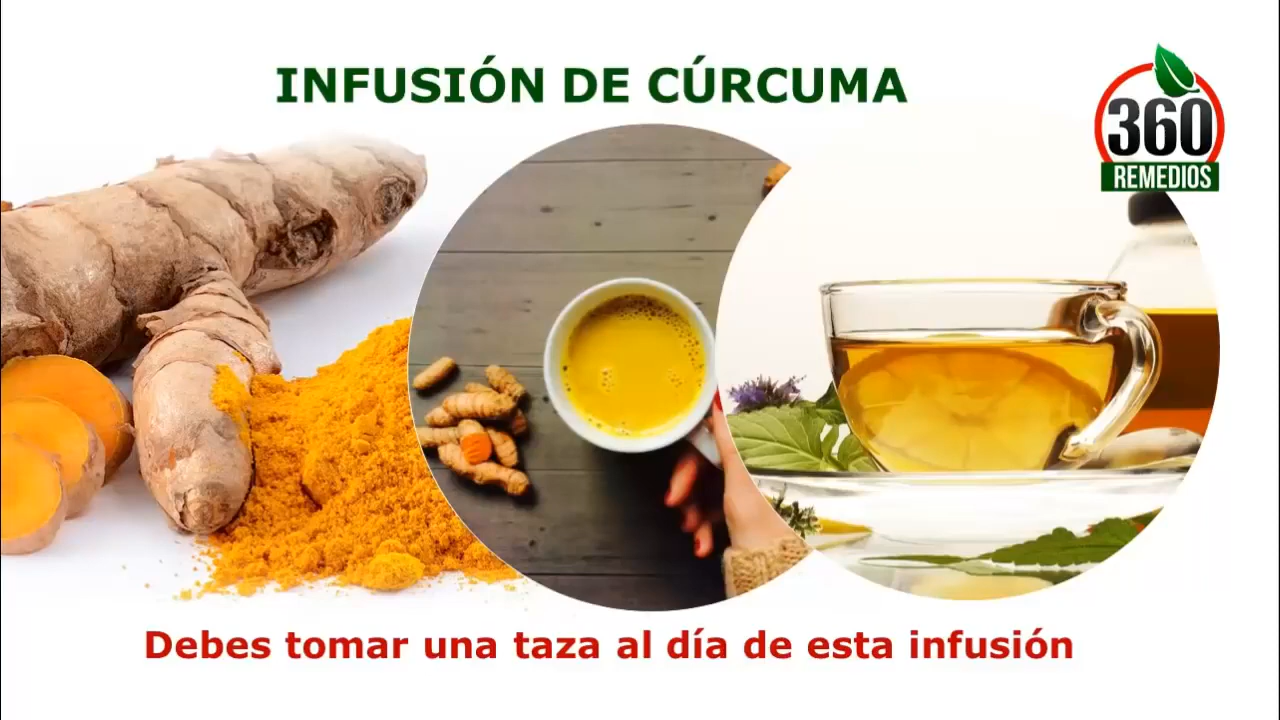 INFUSIÓN DE CÚRCUMA
360
REMEDIOS
Debes tomar una taza al día de esta infusión